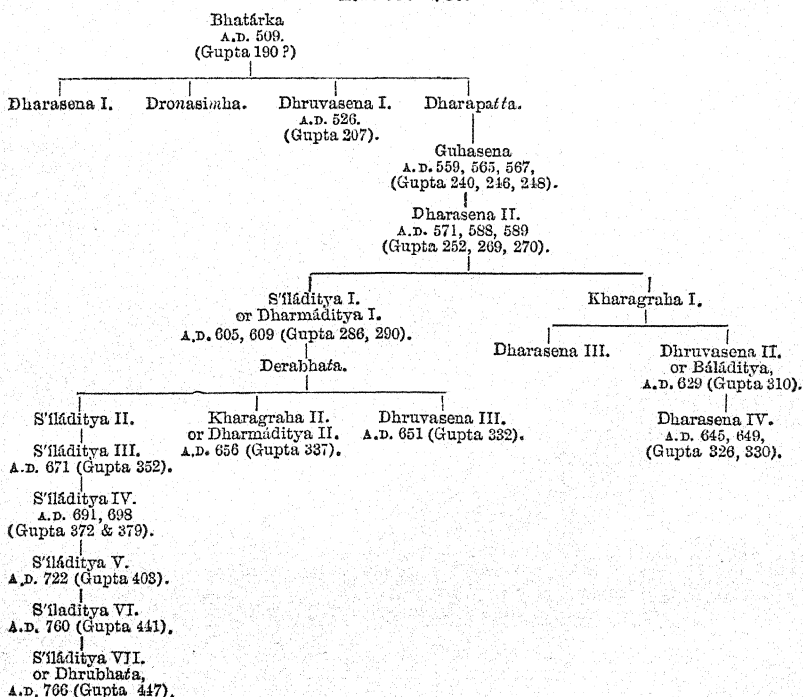 Bhatárka
A.D. 509.
(Gupta 190 ?)
Dharasena I. Dronasimha. Dhruvasena I. Dharapatta.
A.D. 526.
(Gupta 207).
Guhasena
A.D. 559, 565, 567,
(Gupta 240, 246, 248).
Dharasena II.
A.D. 571, 588, 589
(Gupta 252, 269, 270).
S'íláditya I. Kharagraha I.
or Dharmáditya I.
A.D. 605, 609 (Gupta 286, 290).
Dharasena III. Dhruvasena II.
or Báláditya,
A.D. 629 (Gupta 310).
Derabhata.
S'íláditya II. Kharagraha II. Dhruvasena III. Dharasena IV.
or Dharmáditya II. A.D. 651 (Gupta 332). A.D. 645, 649,
A.D. 656 (Gupta 337). (Gupta 326, 330).
S'íláditya III.
A.D. 671 (Gupta 352).
S'íláditya IV.
A.D. 691, 698
(Gupta 372 & 379).
S'íláditya V.
A.D. 722 (Gupta 403).
S'íladitya VI.
A.D. 760 (Gupta 441).
S'íláditya VII.
or Dhrubhata,
A.D. 766 (Gupta 447).